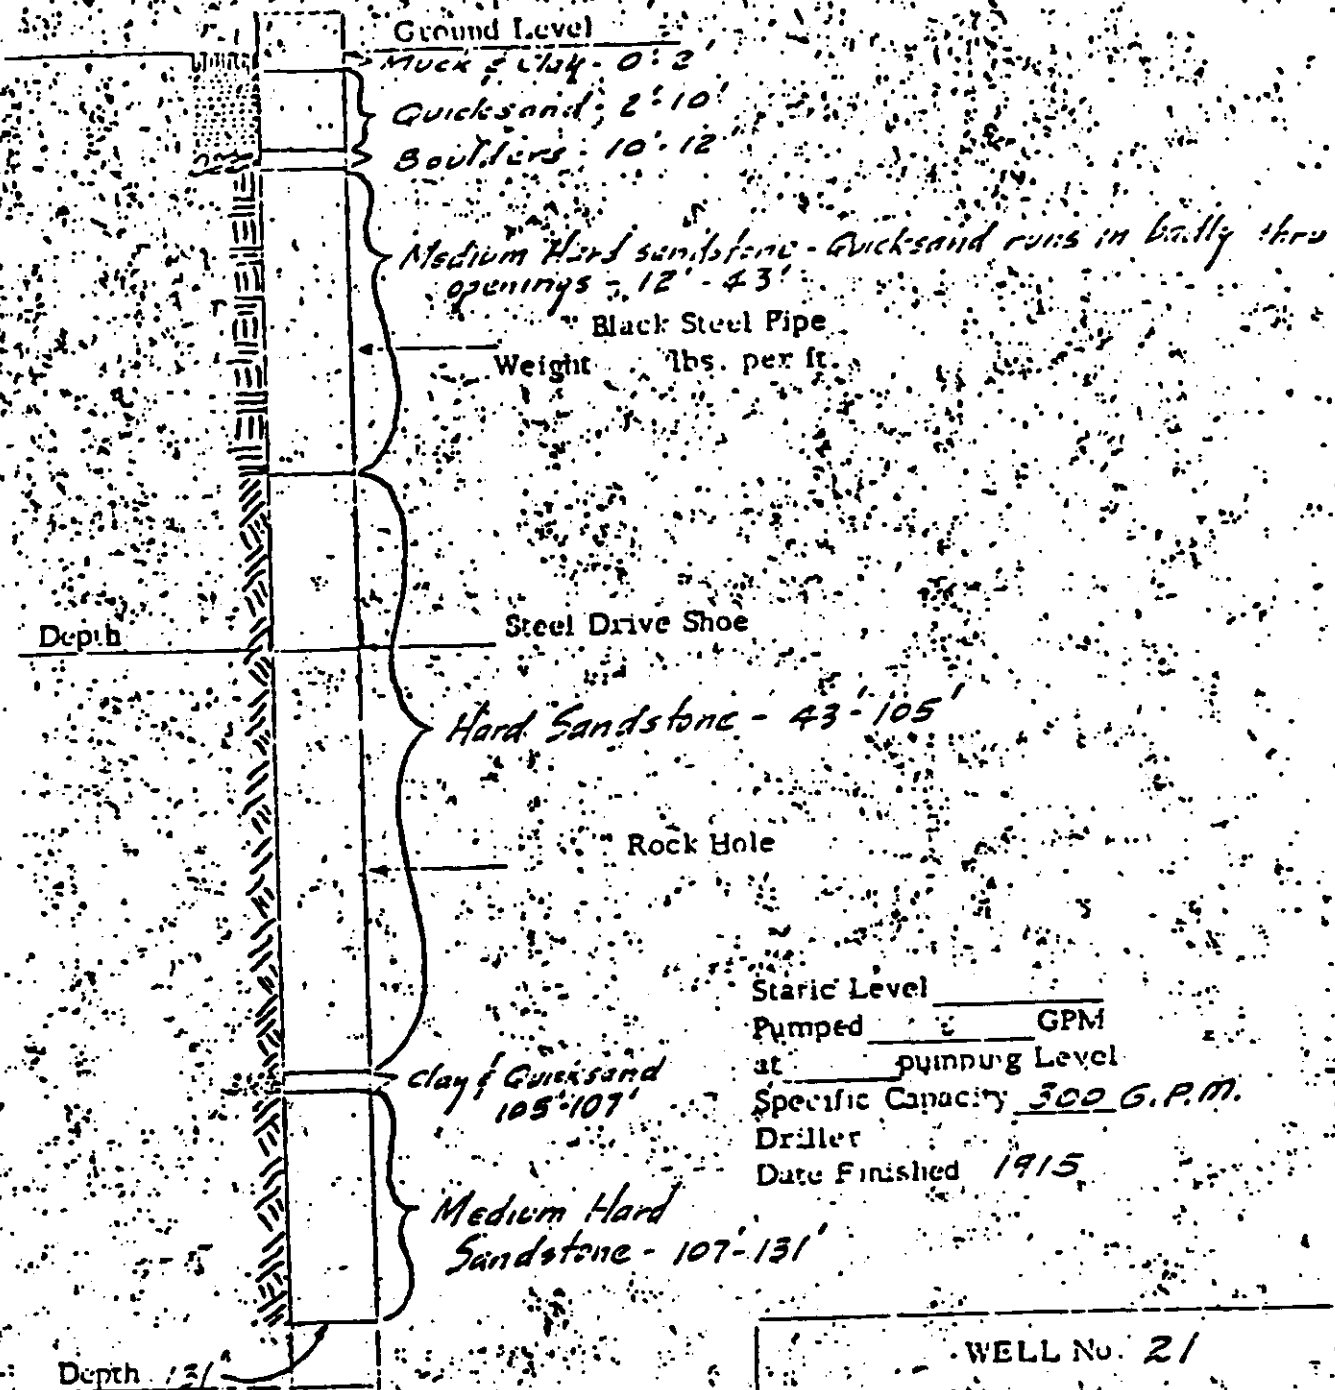 Ground Level
Muck & Clay - 0'-2'
Quicksand, 2'-10'
Boulders - 10'-12'
Medium Hard sandstone - Quicksand runs in badly thru
openings - 12' - 43'
" Black Steel Pipe
Weight lbs. per ft.
Depth
Steel Drive Shoe
Hard Sandstone - 43'-105'
" Rock Hole
Static Level
Pumped GPM
at pumping Level
Specific Capacity 300 G.P.M.
Driller
Date Finished 1915
Clay & Quicksand
105'-107'
Medium Hard
Sandstone - 107'-131'
Depth 131'
WELL No. 21